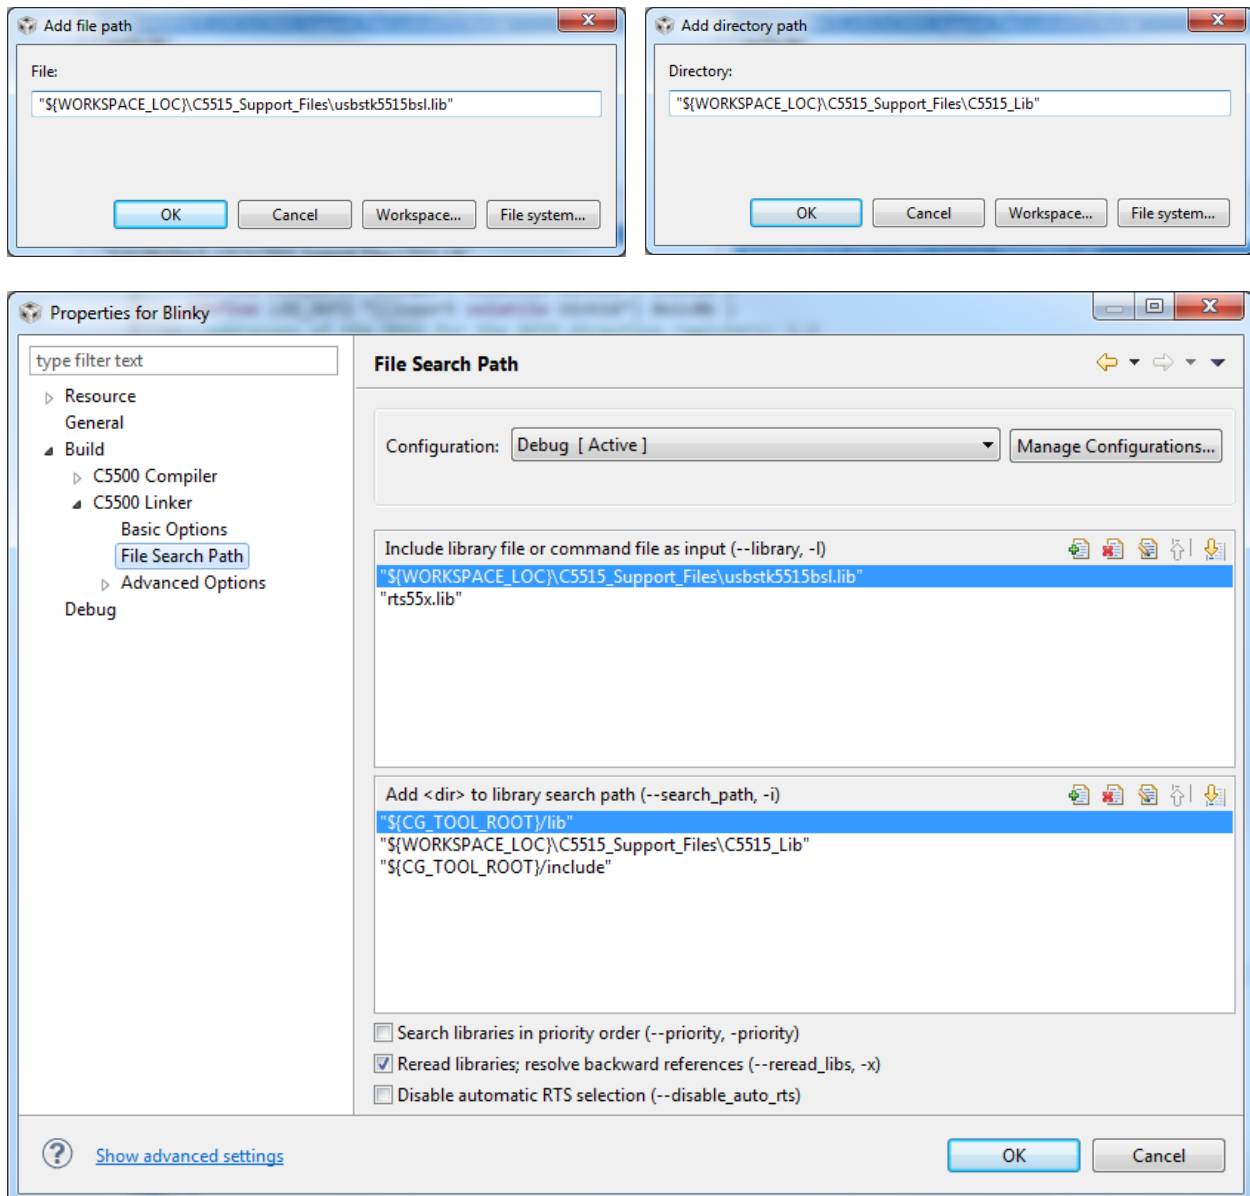 Add file path
File:
"${WORKSPACE_LOC}\C5515_Support_Files\usbstk5515bsl.lib"
OK
Cancel
Workspace...
File system...
Add directory path
Directory:
"${WORKSPACE_LOC}\C5515_Support_Files\C5515_Lib"
OK
Cancel
Workspace...
File system...
Properties for Blinky
type filter text
Resource
General
Build
C5500 Compiler
C5500 Linker
Basic Options
File Search Path
Advanced Options
Debug
File Search Path
Configuration:
Debug [ Active ]
Manage Configurations...
Include library file or command file as input (--library, -l)
"${WORKSPACE_LOC}\C5515_Support_Files\usbstk5515bsl.lib"
"rts55x.lib"
Add <dir> to library search path (--search_path, -i)
"${CG_TOOL_ROOT}/lib"
"${WORKSPACE_LOC}\C5515_Support_Files\C5515_Lib"
"${CG_TOOL_ROOT}/include"
Search libraries in priority order (--priority, -priority)
Reread libraries; resolve backward references (--reread_libs, -x)
Disable automatic RTS selection (--disable_auto_rts)
Show advanced settings
OK
Cancel